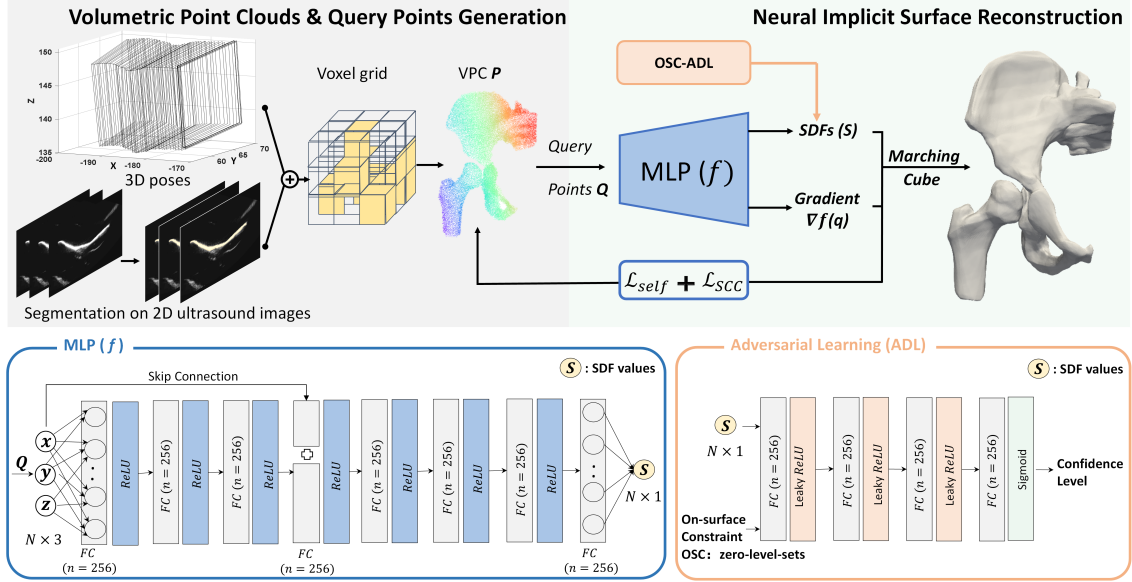 Volumetric Point Clouds & Query Points Generation
Neural Implicit Surface Reconstruction
150
145
140
135
-200
-190
-180
-170
60
65
70
Z
X
Y
3D poses
Segmentation on 2D ultrasound images
Voxel grid
VPC P
Query
Points Q
OSC-ADL
MLP (f)
SDFs (S)
Gradient
∇f(q)
Marching
Cube
ℒself + ℒSCC
MLP (f)
S : SDF values
Skip Connection
Q
x
y
z
N × 3
FC
(n = 256)
ReLU
FC (n = 256)
ReLU
FC (n = 256)
ReLU
FC
(n = 256)
ReLU
FC (n = 256)
ReLU
FC (n = 256)
ReLU
FC (n = 256)
ReLU
FC
(n = 256)
S
N × 1
Adversarial Learning (ADL)
S : SDF values
S
N × 1
On-surface
Constraint
OSC: zero-level-sets
FC (n = 256)
Leaky ReLU
FC (n = 256)
Leaky ReLU
FC (n = 256)
Leaky ReLU
FC (n = 256)
Sigmoid
Confidence
Level